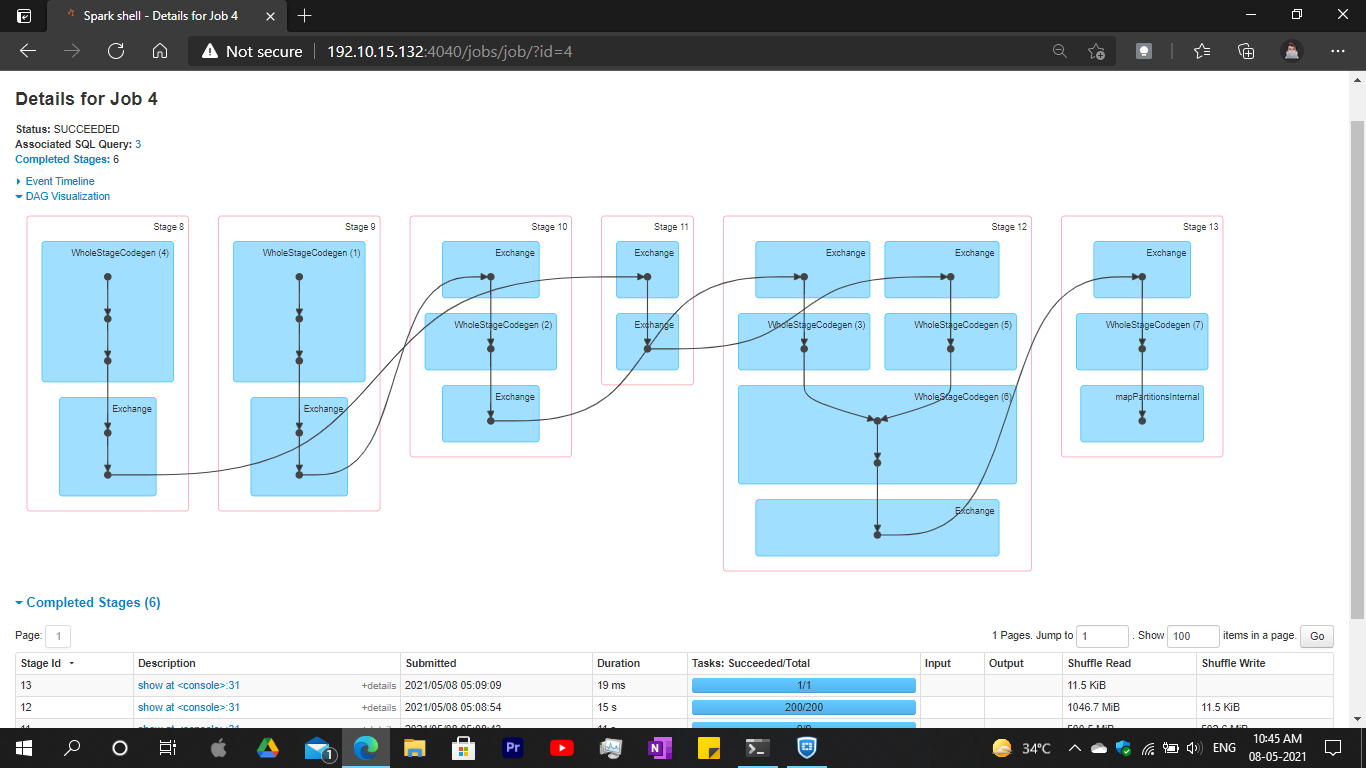 Spark shell - Details for Job 4
Not secure
192.10.15.132:4040/jobs/job/?id=4
Details for Job 4
Status: SUCCEEDED
Associated SQL Query: 3
Completed Stages: 6
Event Timeline
DAG Visualization
Stage 8
WholeStageCodegen (4)
Exchange
Stage 9
WholeStageCodegen (1)
Exchange
Stage 10
Exchange
WholeStageCodegen (2)
Exchange
Stage 11
Exchange
Exchange
Stage 12
Exchange
Exchange
WholeStageCodegen (3)
WholeStageCodegen (5)
WholeStageCodegen (6)
Exchange
Stage 13
Exchange
WholeStageCodegen (7)
mapPartitionsInternal
Completed Stages (6)
Page: 1
1 Pages. Jump to 1 . Show 100 items in a page. Go
Stage Id Description Submitted Duration Tasks: Succeeded/Total Input Output Shuffle Read Shuffle Write
13 show at <console>:31 +details 2021/05/08 05:09:09 19 ms 1/1 11.5 KiB
12 show at <console>:31 +details 2021/05/08 05:08:54 15 s 200/200 1046.7 MiB 11.5 KiB
1
Pr
N
34°C
ENG
10:45 AM
08-05-2021